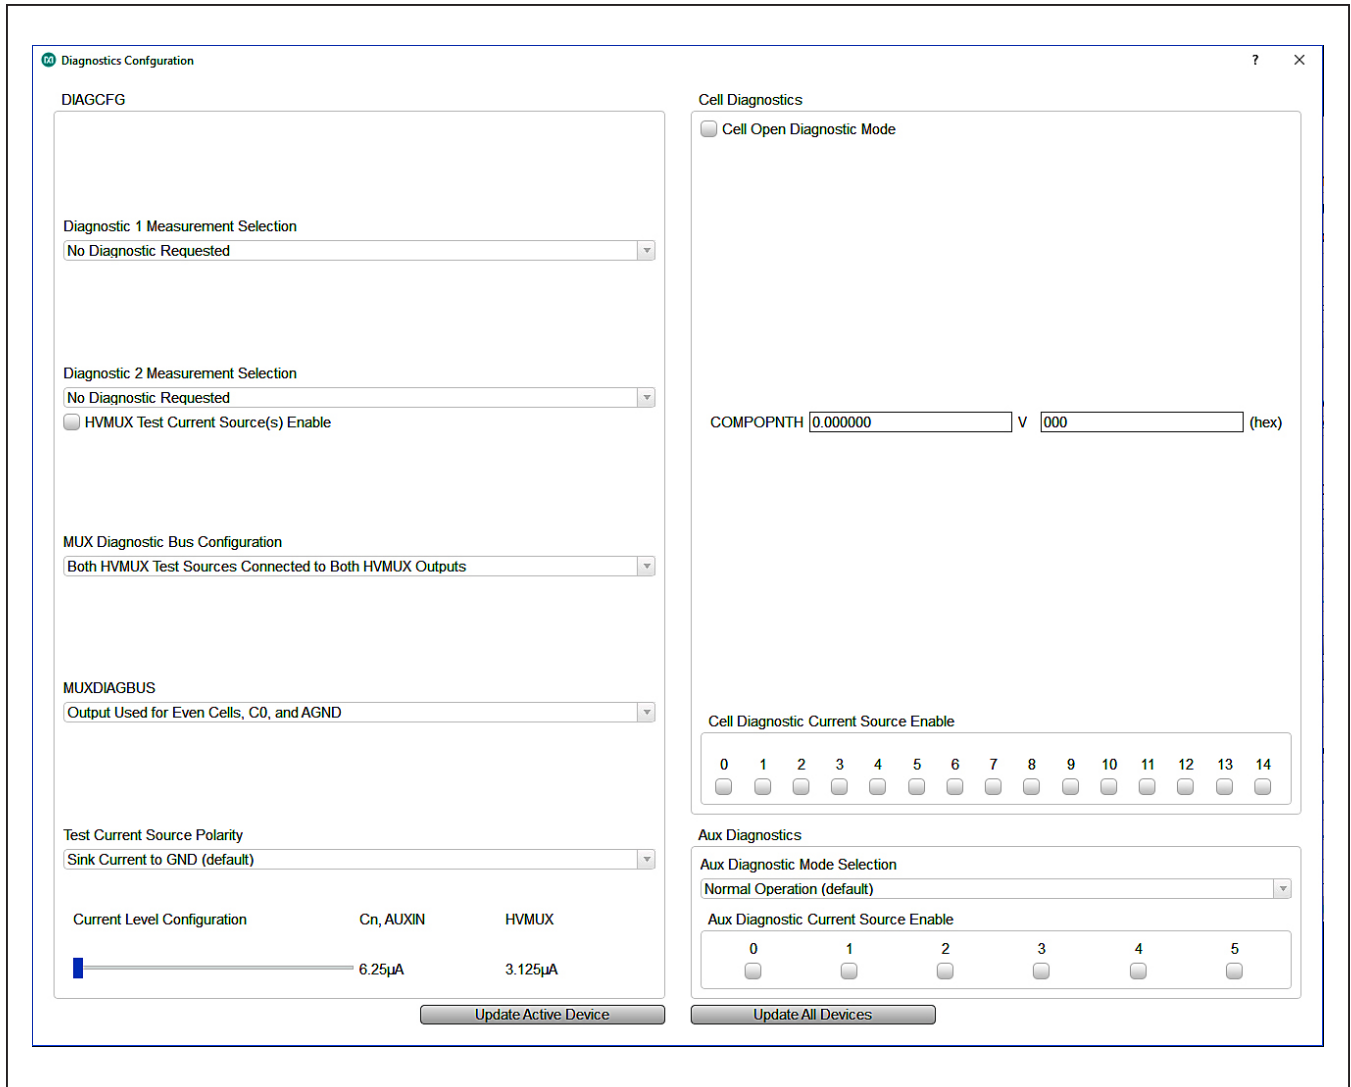 Diagnostics Confguration
?
DIAGCFG
Diagnostic 1 Measurement Selection
No Diagnostic Requested
Diagnostic 2 Measurement Selection
No Diagnostic Requested
HVMUX Test Current Source(s) Enable
MUX Diagnostic Bus Configuration
Both HVMUX Test Sources Connected to Both HVMUX Outputs
MUXDIAGBUS
Output Used for Even Cells, C0, and AGND
Test Current Source Polarity
Sink Current to GND (default)
Current Level Configuration Cn, AUXIN HVMUX
6.25µA 3.125µA
Update Active Device
Cell Diagnostics
Cell Open Diagnostic Mode
COMPOPNTH 0.000000 V 000 (hex)
Cell Diagnostic Current Source Enable
0 1 2 3 4 5 6 7 8 9 10 11 12 13 14
Aux Diagnostics
Aux Diagnostic Mode Selection
Normal Operation (default)
Aux Diagnostic Current Source Enable
0 1 2 3 4 5
Update All Devices